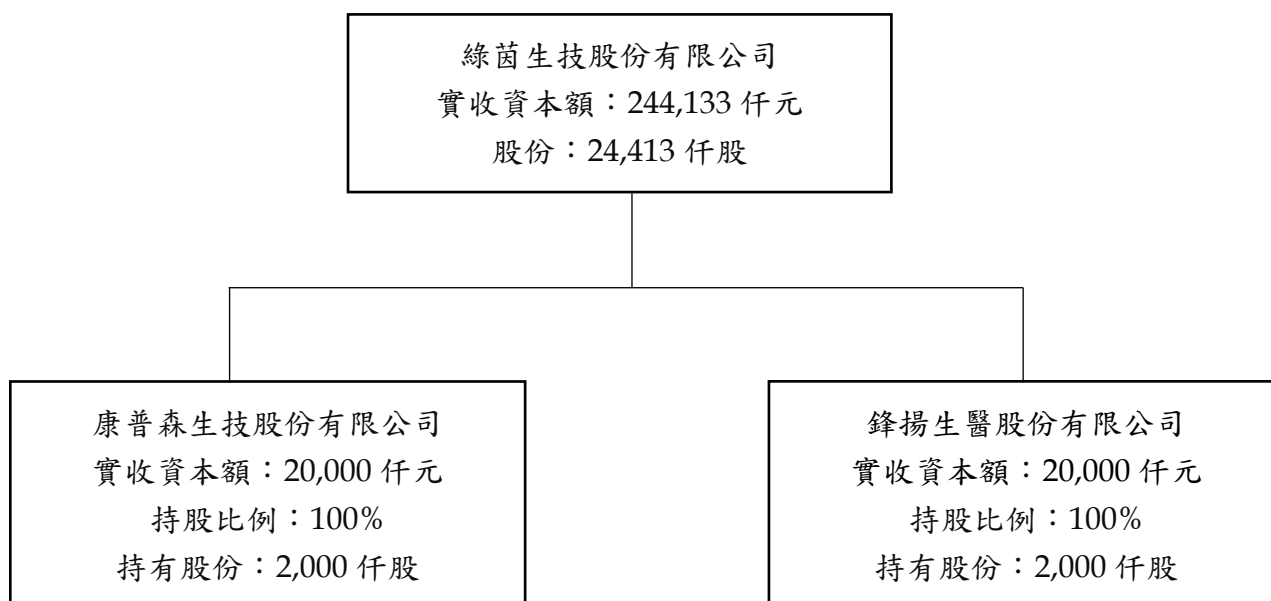 綠茵生技股份有限公司
實收資本額：244,133 仟元
股份：24,413 仟股
康普森生技股份有限公司
實收資本額：20,000 仟元
持股比例：100%
持有股份：2,000 仟股
鋒揚生醫股份有限公司
實收資本額：20,000 仟元
持股比例：100%
持有股份：2,000 仟股